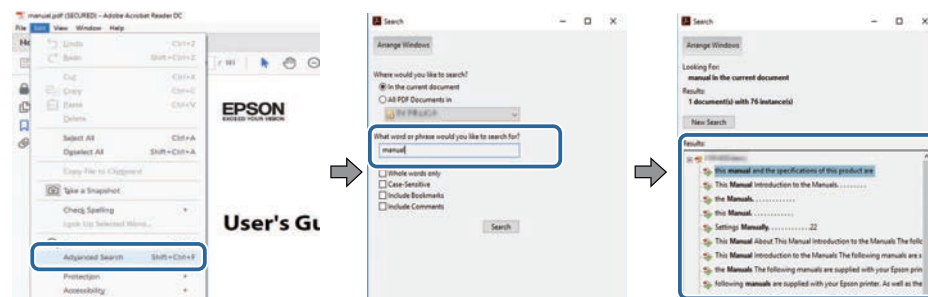 manual.pdf (SECURED) - Adobe Acrobat Reader DC
File Edit View Window Help
Undo Ctrl+Z
Redo Shift+Ctrl+Z
Cut Ctrl+X
Copy Ctrl+C
Paste Ctrl+V
Delete
Select All Ctrl+A
Deselect All Shift+Ctrl+A
Copy File to Clipboard
Take a Snapshot
Check Spelling
Look Up Selected Word...
Advanced Search Shift+Ctrl+F
Protection
Accessibility
/ 181
EPSON
EXCEED YOUR VISION
User's Gu
Search
Arrange Windows
Where would you like to search?
In the current document
All PDF Documents in
What word or phrase would you like to search for?
manual
Whole words only
Case-Sensitive
Include Bookmarks
Include Comments
Search
Search
Arrange Windows
Looking For:
manual in the current document
Results:
1 document(s) with 76 instance(s)
New Search
Results:
this manual and the specifications of this product are
This Manual Introduction to the Manuals. . . . . . . . .
the Manuals. . . . . . . . . . . . .
this Manual. . . . . . . . . . . . .
Settings Manually. . . . . . . . . . . .22
This Manual About This Manual Introduction to the Manuals The follo
This Manual Introduction to the Manuals The following manuals are s
the Manuals The following manuals are supplied with your Epson prin
following manuals are supplied with your Epson printer. As well as the